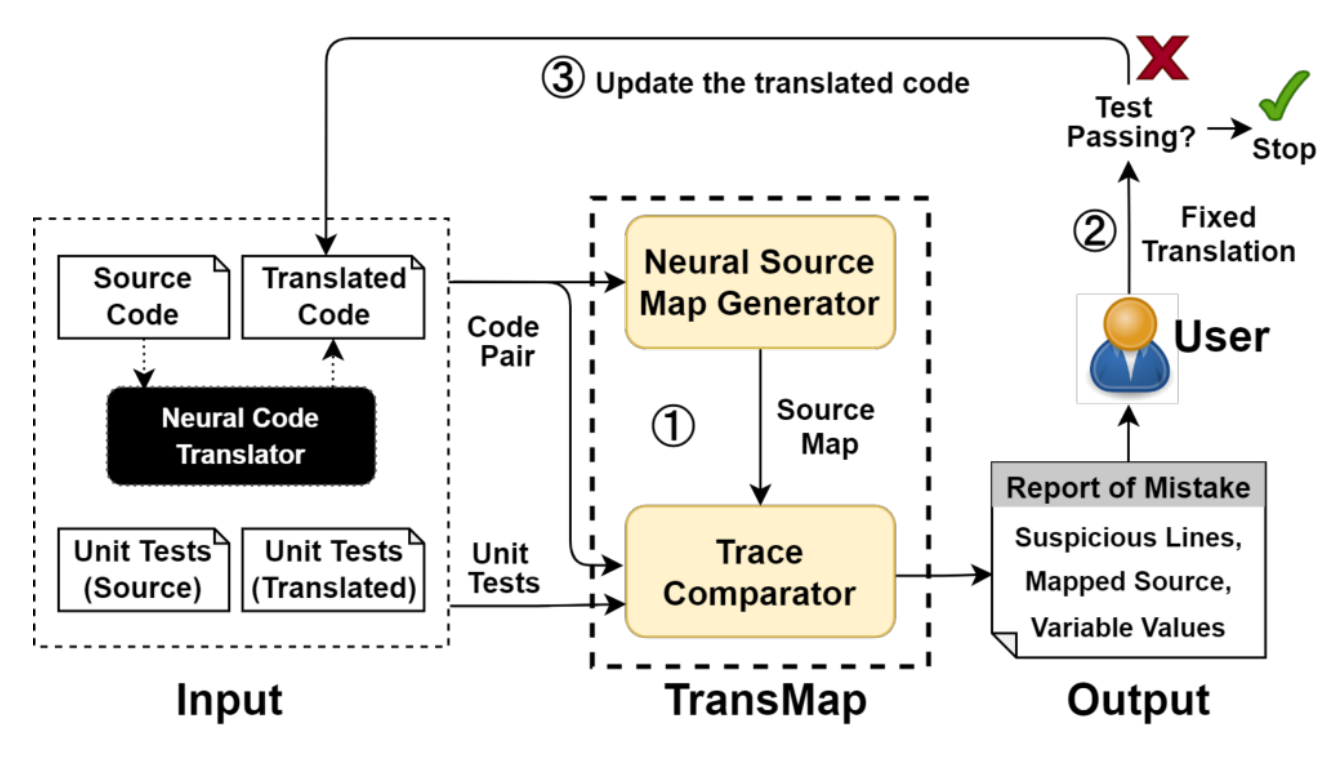 ③ Update the translated code
Test
Passing?
Stop
②
Fixed
Translation
User
Source
Code
Translated
Code
Neural Code
Translator
Unit Tests
(Source)
Unit Tests
(Translated)
Input
Code
Pair
Unit
Tests
Neural Source
Map Generator
①
Source
Map
Trace
Comparator
TransMap
Report of Mistake
Suspicious Lines,
Mapped Source,
Variable Values
Output